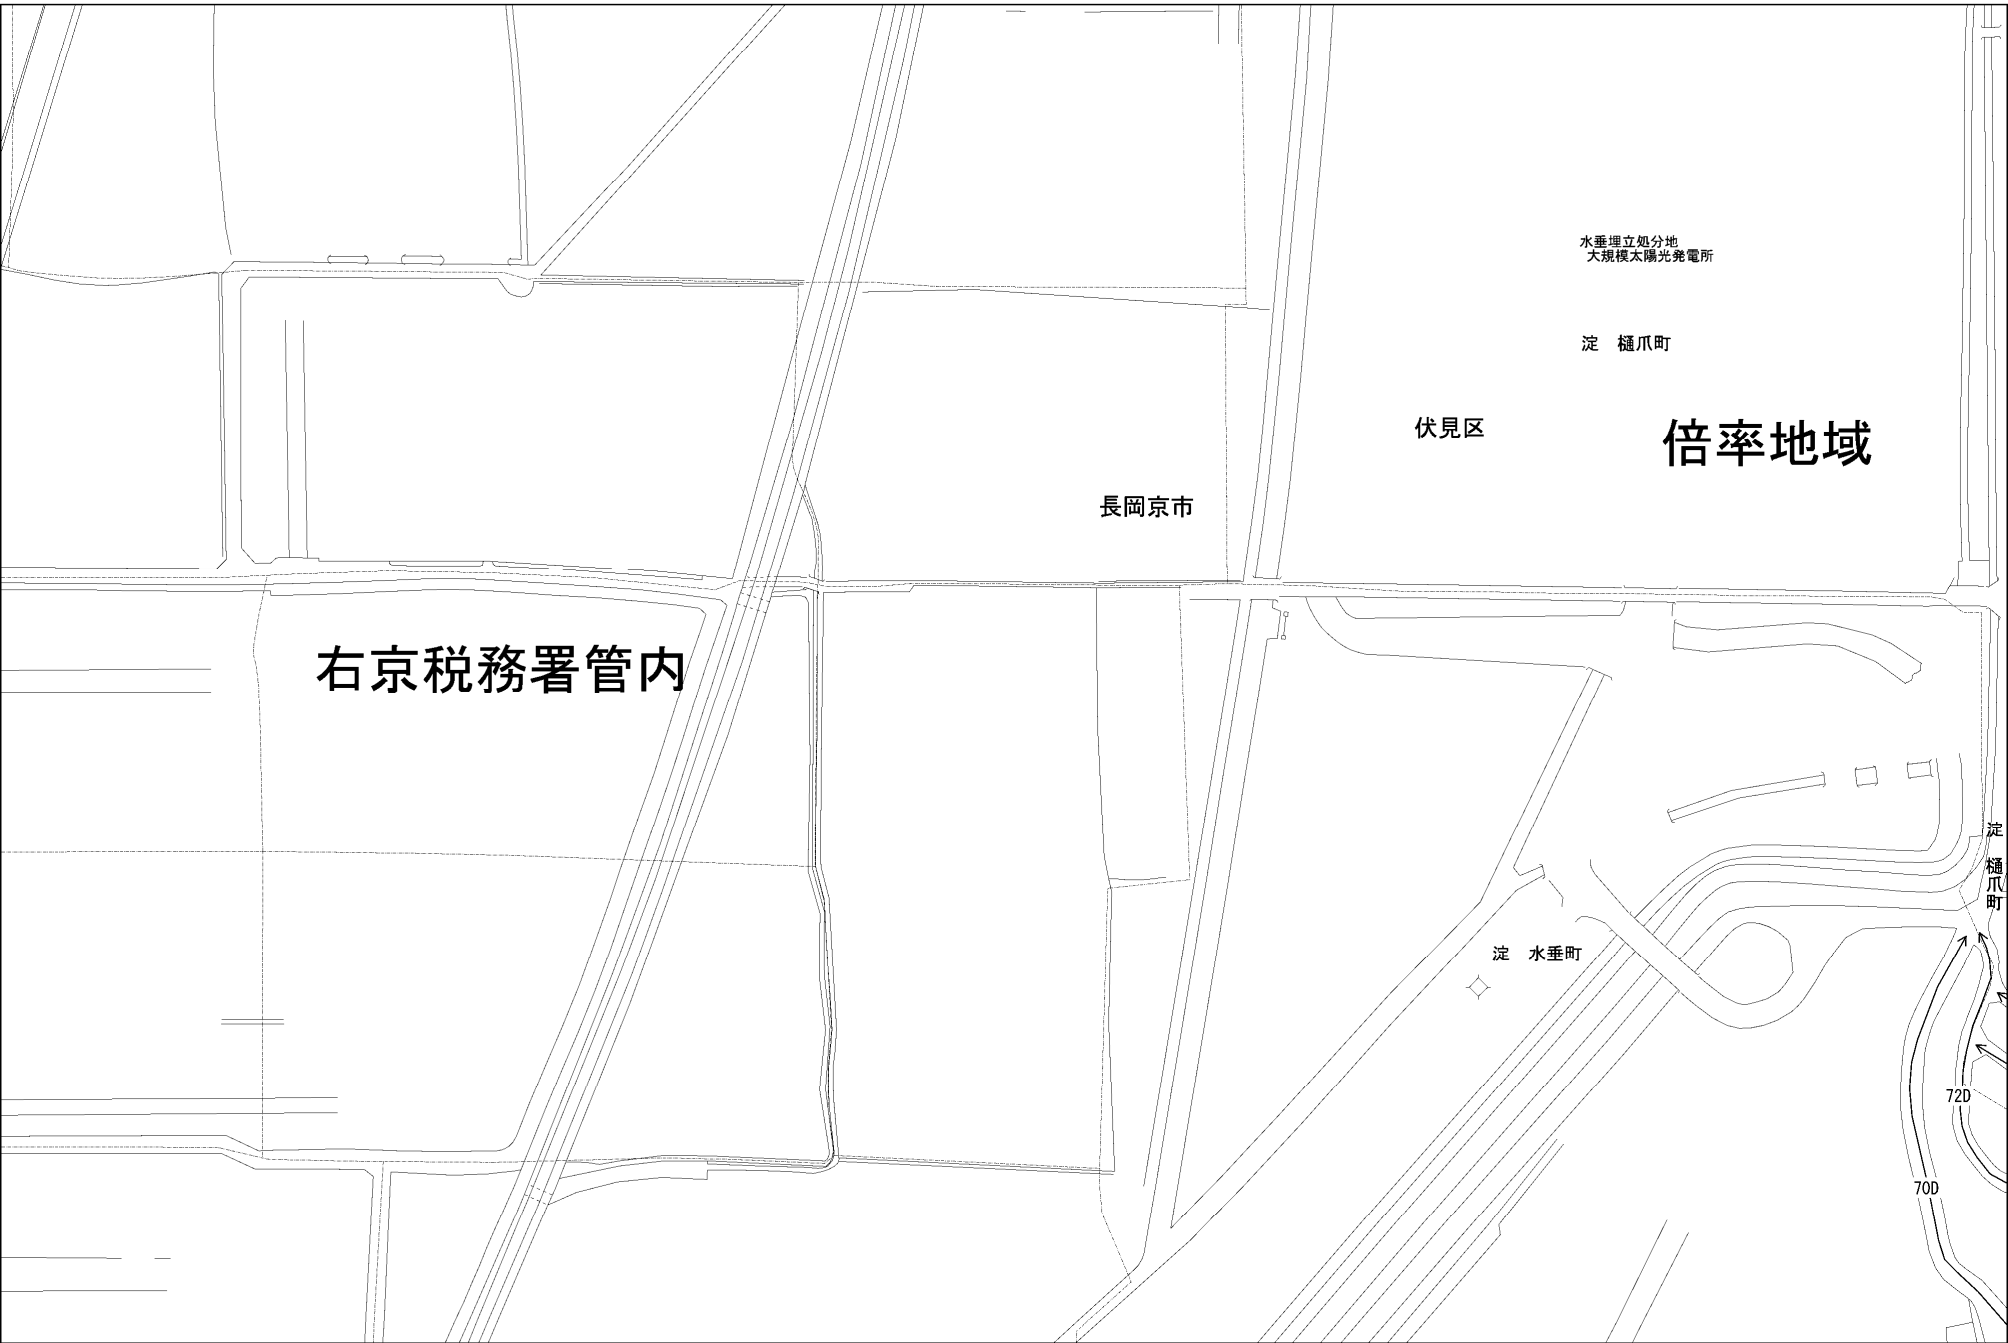 水垂埋立処分地
大規模太陽光発電所
淀　樋爪町
伏見区
倍率地域
長岡京市
右京税務署管内
淀　樋爪町
淀　水垂町
72D
70D